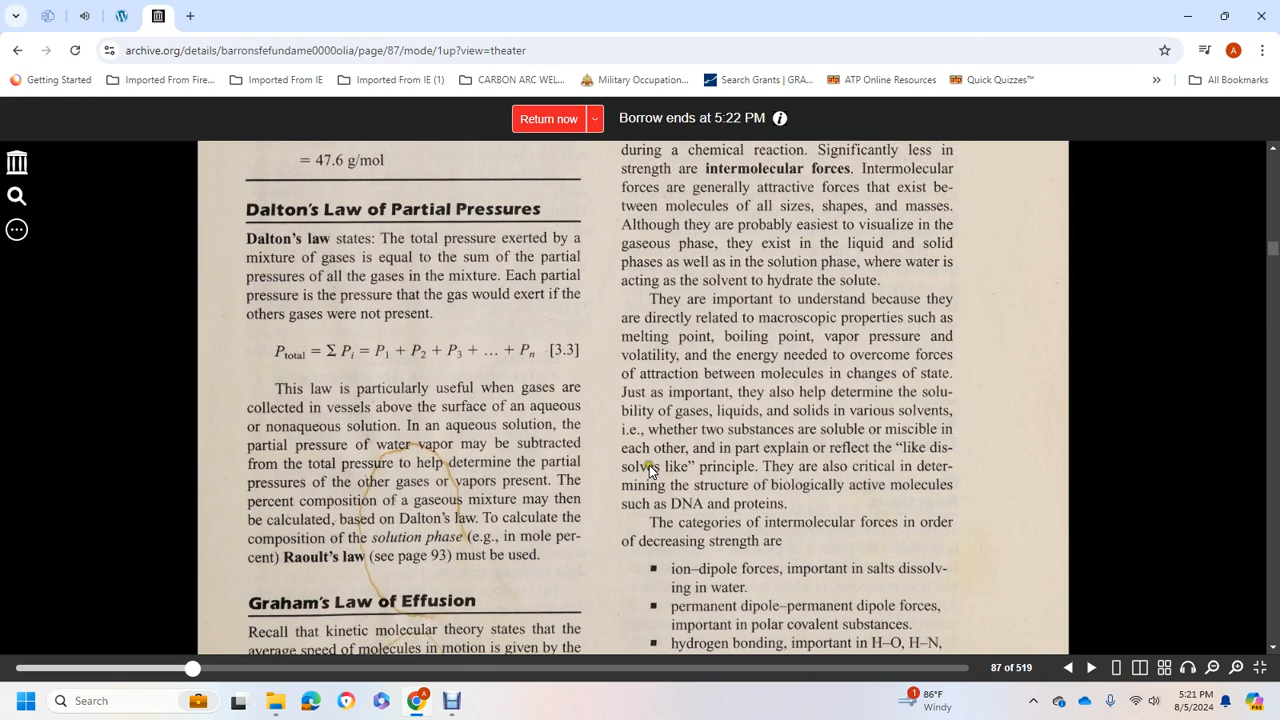 archive.org/details/barronsfefundame0000olia/page/87/mode/1up?view=theater
A
Getting Started
Imported From Fire...
Imported From IE
Imported From IE (1)
CARBON ARC WEL...
Military Occupation...
Search Grants | GRA...
ATP Online Resources
Quick Quizzes™
»
All Bookmarks
Return now
Borrow ends at 5:22 PM
= 47.6 g/mol
Dalton's Law of Partial Pressures
Dalton's law states: The total pressure exerted by a
mixture of gases is equal to the sum of the partial
pressures of all the gases in the mixture. Each partial
pressure is the pressure that the gas would exert if the
others gases were not present.
Ptotal = Σ Pi = P1 + P2 + P3 + … + Pn [3.3]
This law is particularly useful when gases are
collected in vessels above the surface of an aqueous
or nonaqueous solution. In an aqueous solution, the
partial pressure of water vapor may be subtracted
from the total pressure to help determine the partial
pressures of the other gases or vapors present. The
percent composition of a gaseous mixture may then
be calculated, based on Dalton's law. To calculate the
composition of the solution phase (e.g., in mole per-
cent) Raoult's law (see page 93) must be used.
Graham's Law of Effusion
Recall that kinetic molecular theory states that the
average speed of molecules in motion is given by the
during a chemical reaction. Significantly less in
strength are intermolecular forces. Intermolecular
forces are generally attractive forces that exist be-
tween molecules of all sizes, shapes, and masses.
Although they are probably easiest to visualize in the
gaseous phase, they exist in the liquid and solid
phases as well as in the solution phase, where water is
acting as the solvent to hydrate the solute.
They are important to understand because they
are directly related to macroscopic properties such as
melting point, boiling point, vapor pressure and
volatility, and the energy needed to overcome forces
of attraction between molecules in changes of state.
Just as important, they also help determine the solu-
bility of gases, liquids, and solids in various solvents,
i.e., whether two substances are soluble or miscible in
each other, and in part explain or reflect the “like dis-
solves like” principle. They are also critical in deter-
mining the structure of biologically active molecules
such as DNA and proteins.
The categories of intermolecular forces in order
of decreasing strength are
■ ion–dipole forces, important in salts dissolv-
ing in water.
■ permanent dipole–permanent dipole forces,
important in polar covalent substances.
■ hydrogen bonding, important in H–O, H–N,
87 of 519
Search
1
86°F
Windy
5:21 PM
8/5/2024